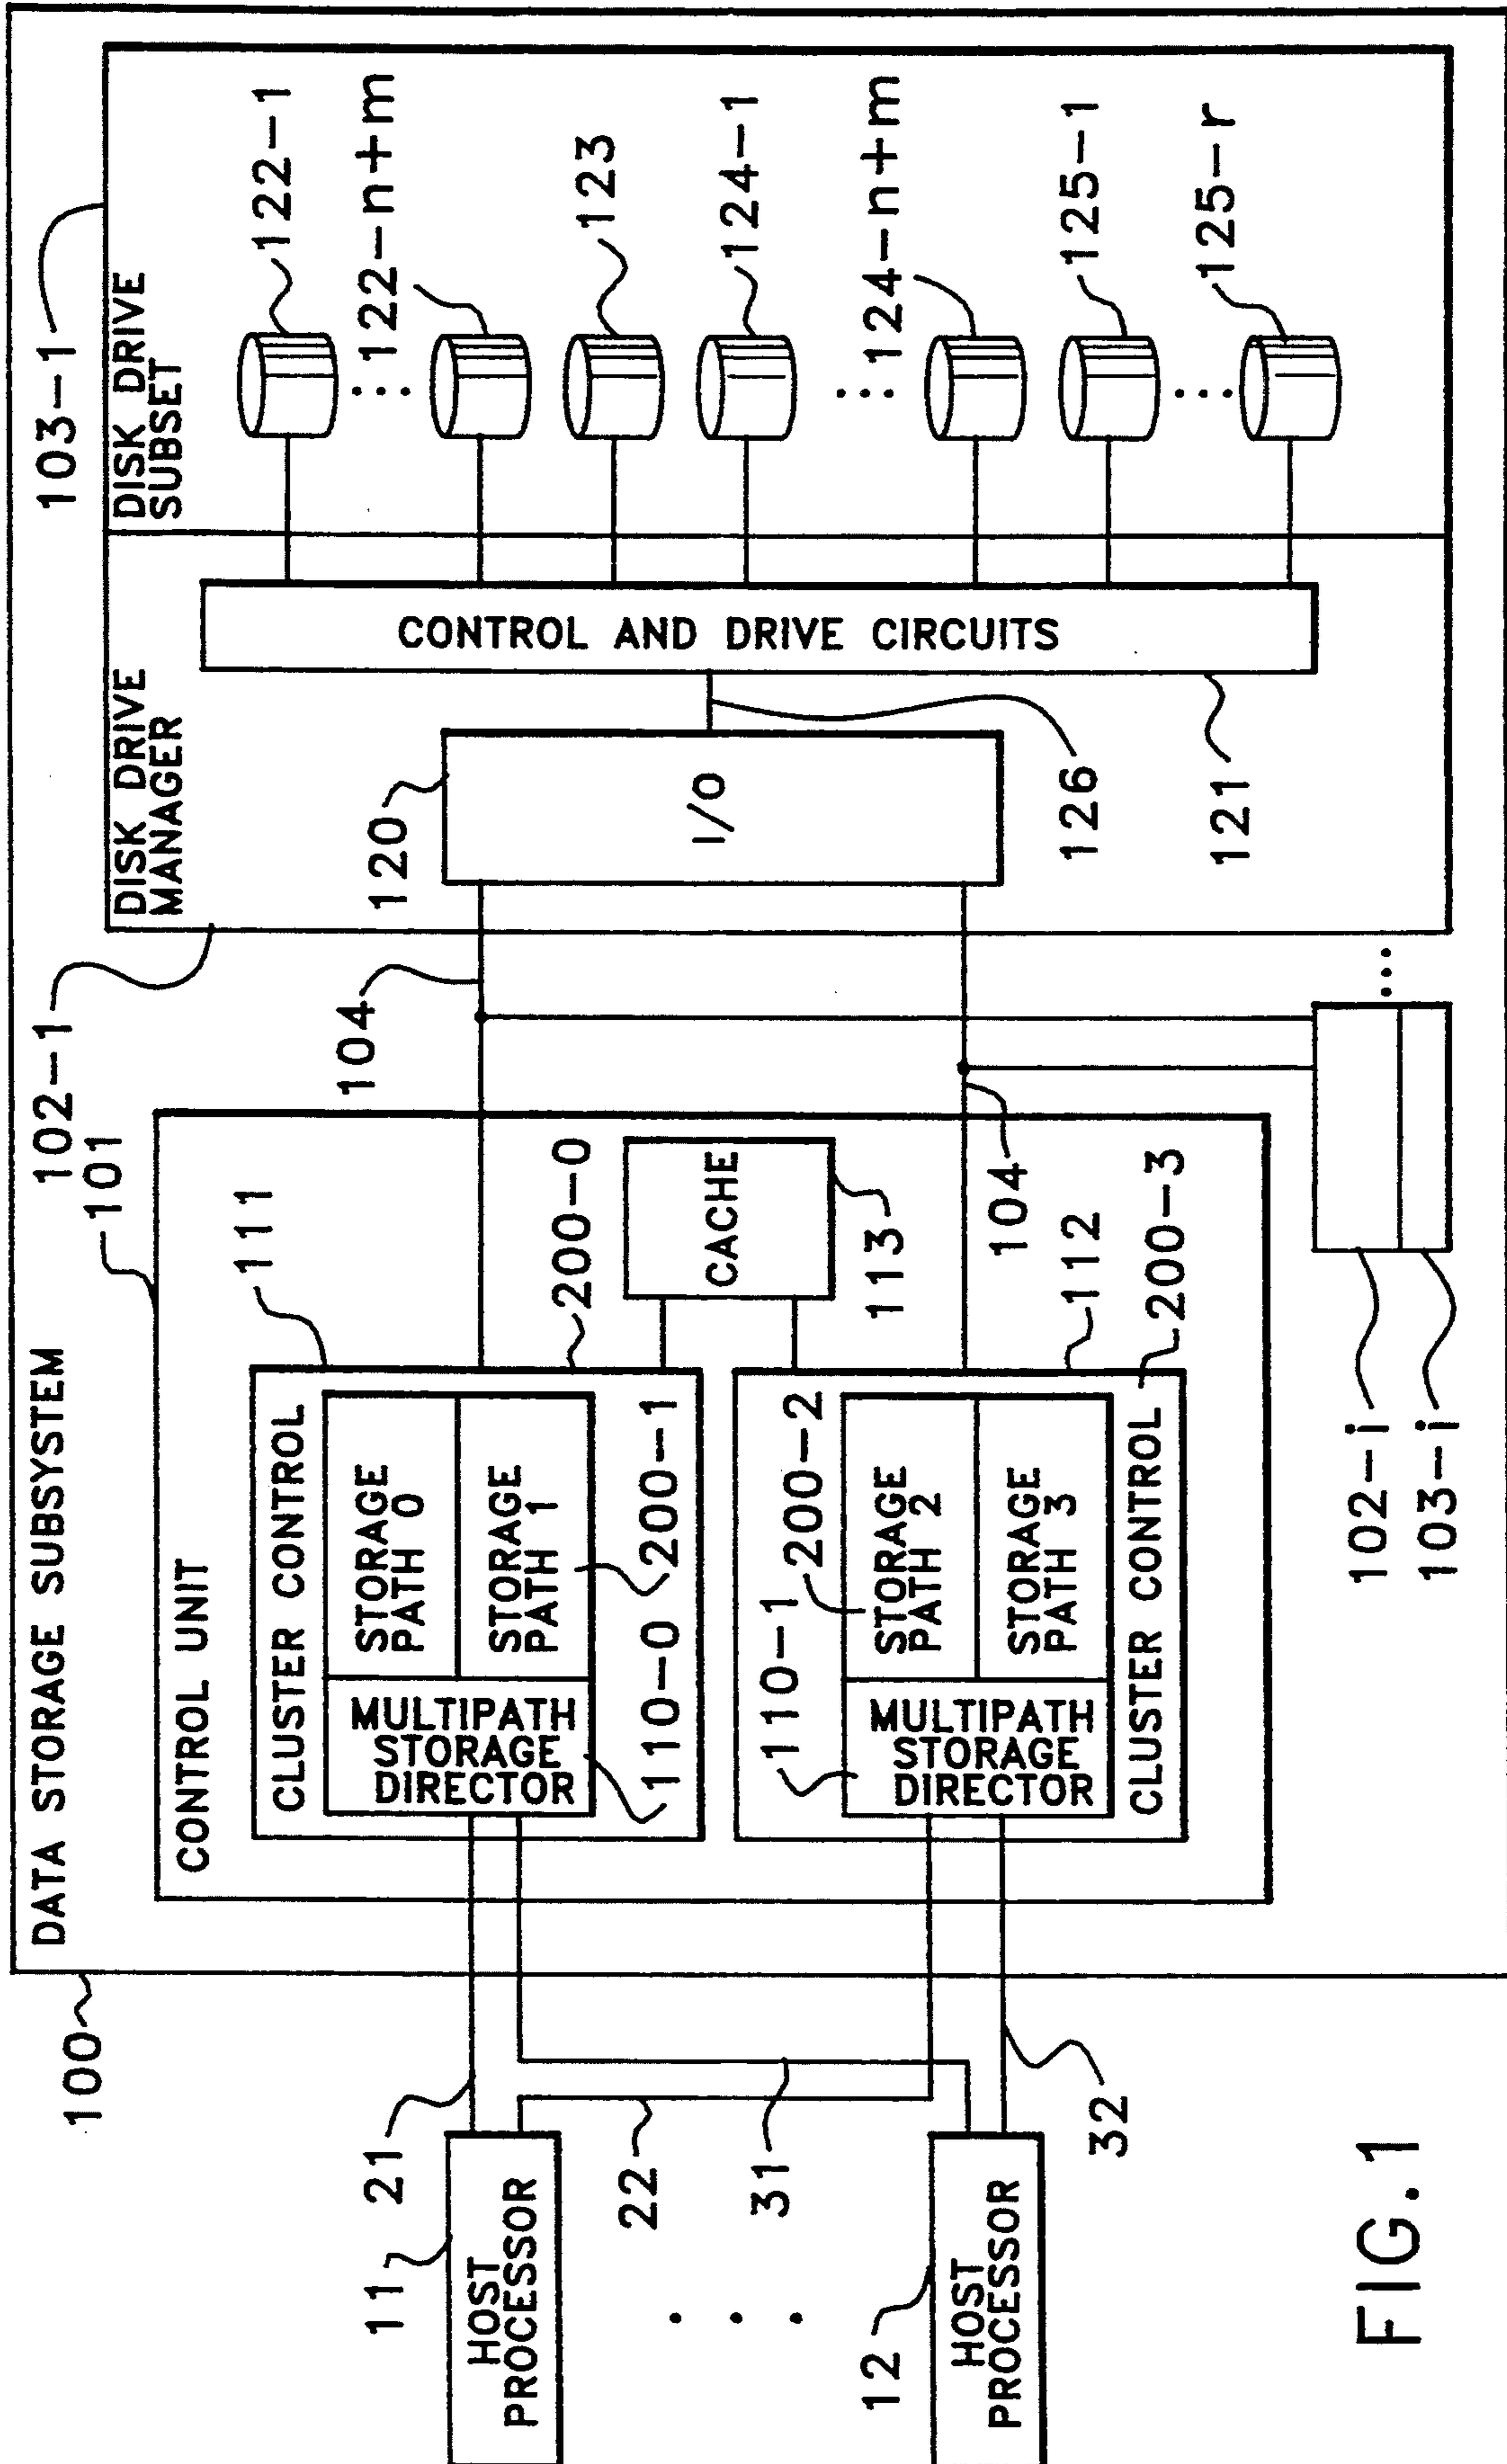 DATA STORAGE SUBSYSTEM
100
CONTROL UNIT
101
102-1
103-1
CLUSTER CONTROL
111
MULTIPATH
STORAGE
DIRECTOR
110-0
STORAGE
PATH 0
STORAGE
PATH 1
200-0
200-1
CACHE
113
110-1
200-2
MULTIPATH
STORAGE
DIRECTOR
STORAGE
PATH 2
STORAGE
PATH 3
CLUSTER CONTROL
112
200-3
104
104
HOST
PROCESSOR
11
21
22
31
32
12
HOST
PROCESSOR
DISK DRIVE
MANAGER
120
I/O
126
CONTROL AND DRIVE CIRCUITS
121
DISK DRIVE
SUBSET
122-1
122-n+m
123
124-1
124-n+m
125-1
125-r
102-i
103-i
FIG. 1